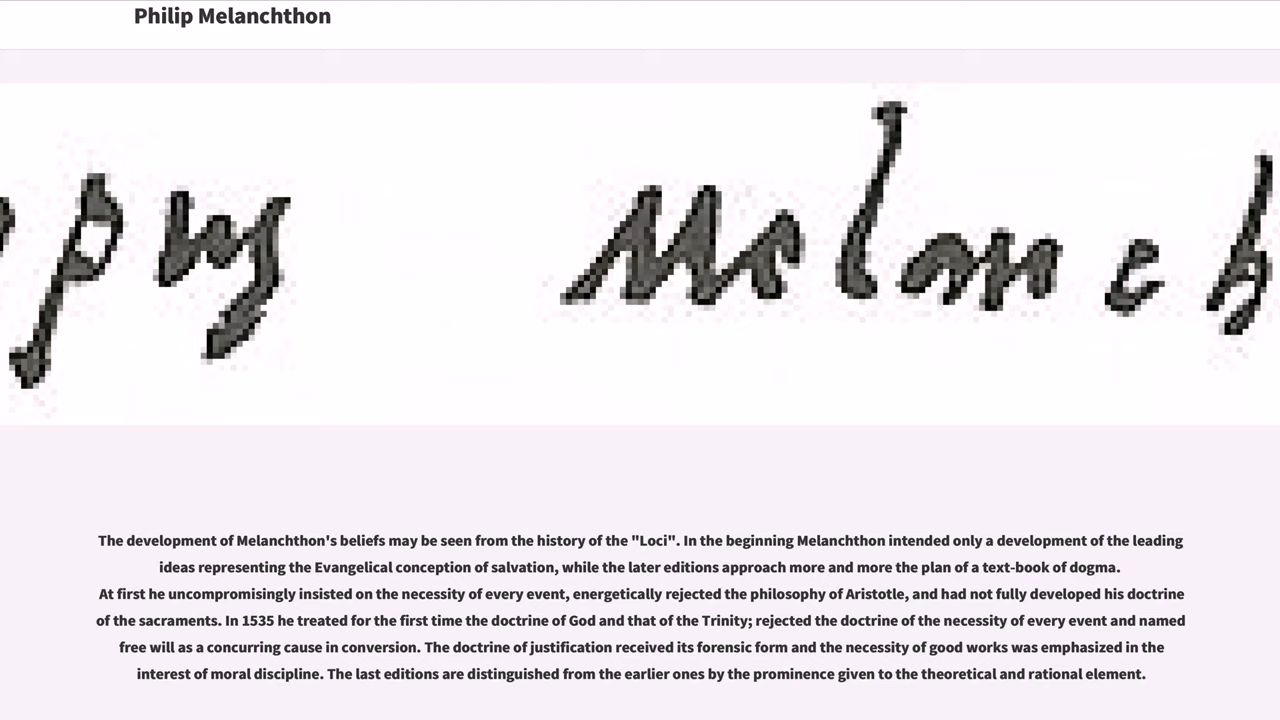 Philip Melanchthon
ppus Melanch
The development of Melanchthon's beliefs may be seen from the history of the "Loci". In the beginning Melanchthon intended only a development of the leading
ideas representing the Evangelical conception of salvation, while the later editions approach more and more the plan of a text-book of dogma.
At first he uncompromisingly insisted on the necessity of every event, energetically rejected the philosophy of Aristotle, and had not fully developed his doctrine
of the sacraments. In 1535 he treated for the first time the doctrine of God and that of the Trinity; rejected the doctrine of the necessity of every event and named
free will as a concurring cause in conversion. The doctrine of justification received its forensic form and the necessity of good works was emphasized in the
interest of moral discipline. The last editions are distinguished from the earlier ones by the prominence given to the theoretical and rational element.